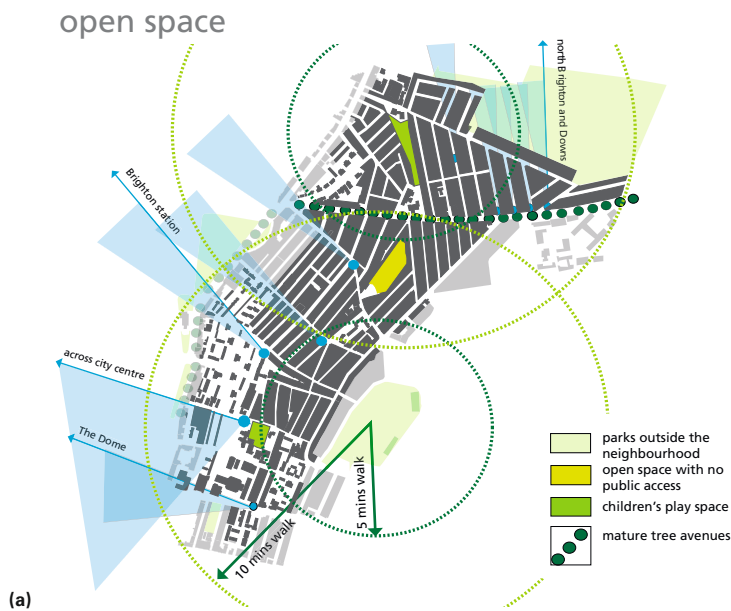 open space
north B righton and Downs
Brighton station
across city centre
The Dome
5 mins walk
10 mins walk
parks outside the
neighbourhood
open space with no
public access
children's play space
mature tree avenues
(a)